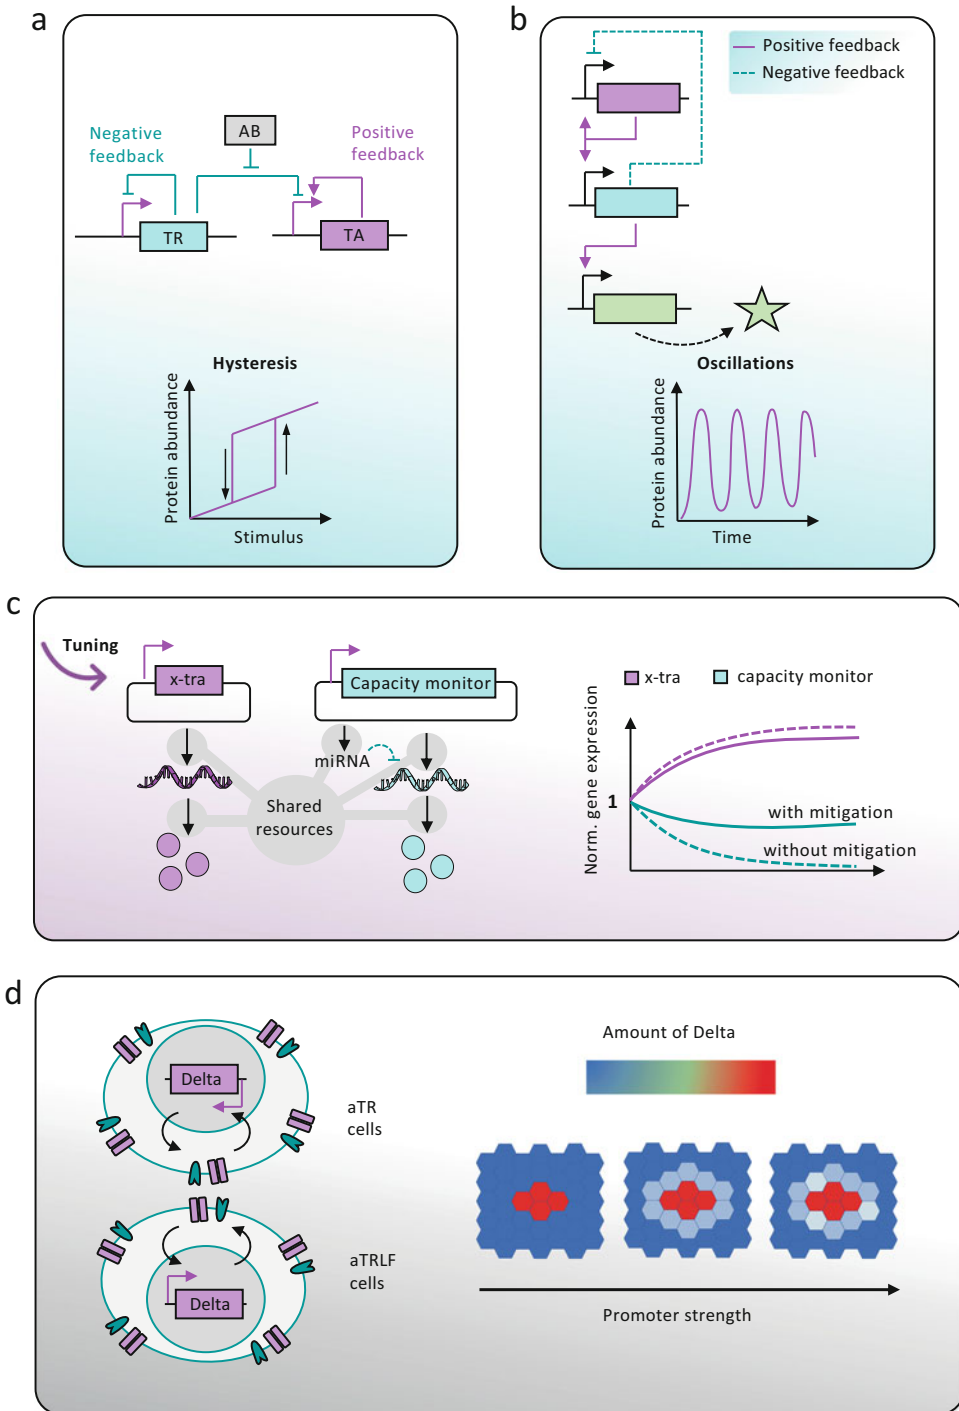 a
Negative
feedback
AB
Positive
feedback
TR
TA
Hysteresis
Protein abundance
Stimulus
b
Positive feedback
Negative feedback
Oscillations
Protein abundance
Time
c
Tuning
x-tra
Capacity monitor
miRNA
Shared
resources
x-tra
capacity monitor
Norm. gene expression
1
with mitigation
without mitigation
d
Delta
aTR
cells
aTRLF
cells
Delta
Amount of Delta
Promoter strength